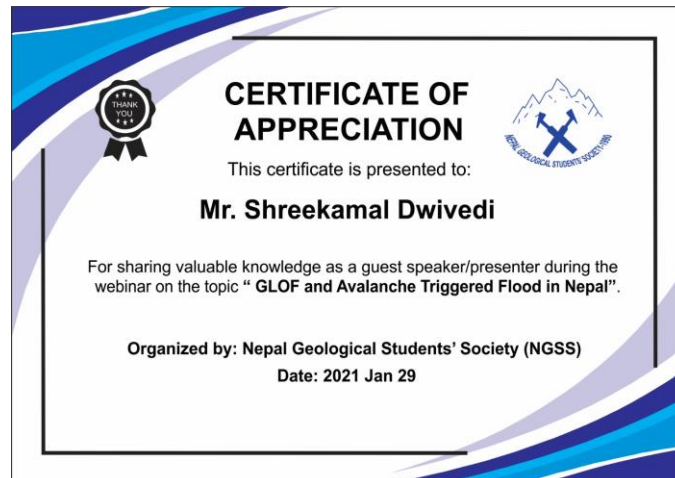 THANK
YOU
CERTIFICATE OF
APPRECIATION
NEPAL GEOLOGICAL STUDENTS' SOCIETY-1990
This certificate is presented to:
Mr. Shreekamal Dwivedi
For sharing valuable knowledge as a guest speaker/presenter during the
webinar on the topic “ GLOF and Avalanche Triggered Flood in Nepal”.
Organized by: Nepal Geological Students’ Society (NGSS)
Date: 2021 Jan 29